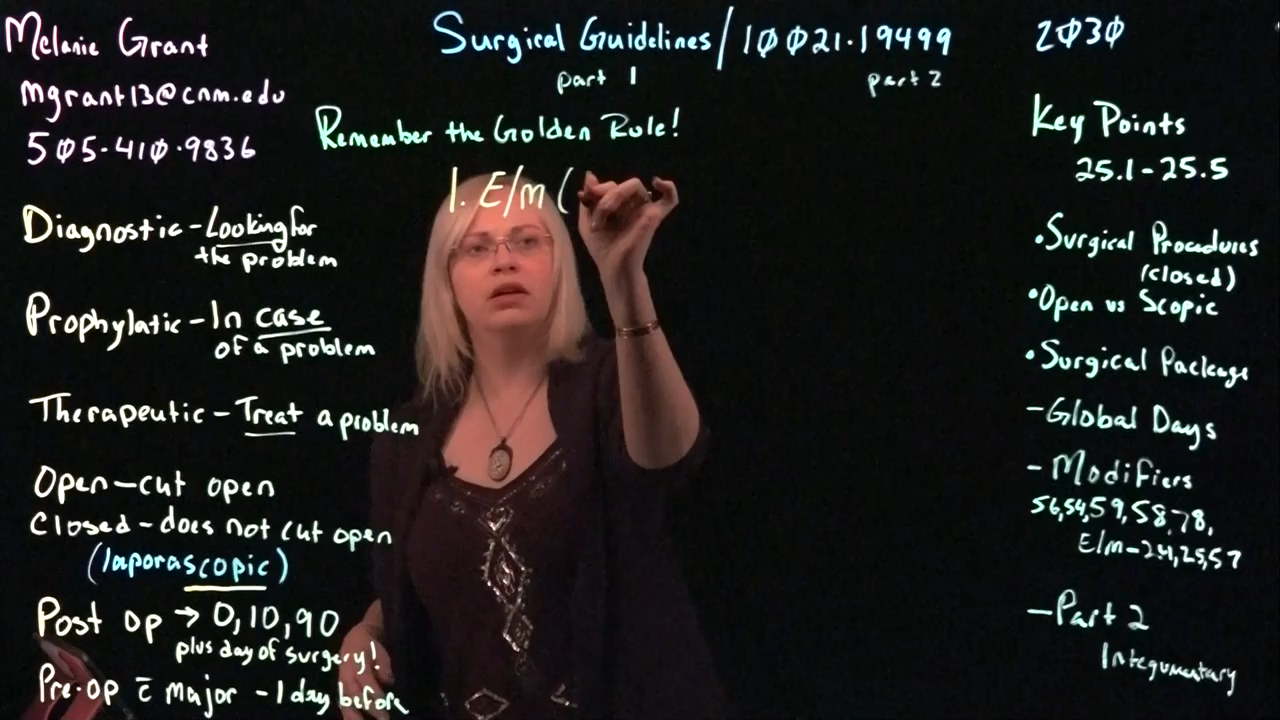 Melanie Grant
mgrant13@cnm.edu
505-410-9836
Surgical Guidelines/10021-19499
part 1
part 2
2030
Remember the Golden Rule!
1. E/m (
Diagnostic - Looking for
the problem
Prophylatic - In case
of a problem
Therapeutic - Treat a problem
Open - cut open
Closed - does not cut open
(laporascopic)
Post op → 0,10,90
plus day of surgery!
Pre-op c̄ major - 1 day before
Key Points
25.1 - 25.5
•Surgical Procedures
(closed)
•Open vs Scopic
•Surgical Package
-Global Days
-Modifiers
56,54,59,58,78,
E/m - 24,25,57
-Part 2
Integumentary